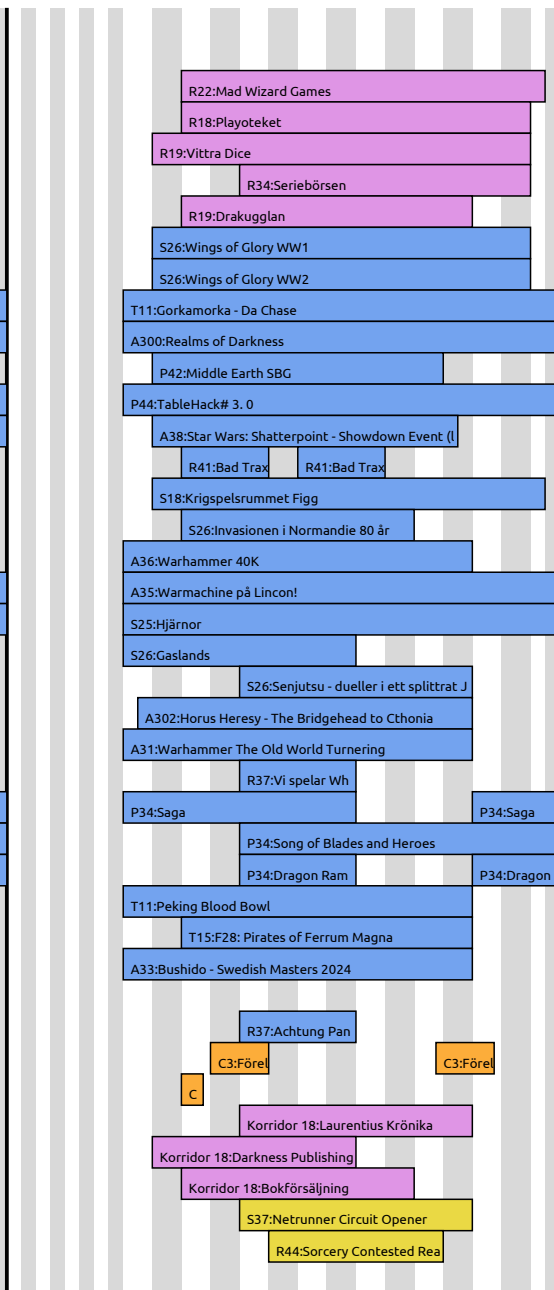 R22:Mad Wizard Games
R18:Playoteket
R19:Vittra Dice
R34:Seriebörsen
R19:Drakugglan
S26:Wings of Glory WW1
S26:Wings of Glory WW2
T11:Gorkamorka - Da Chase
A300:Realms of Darkness
P42:Middle Earth SBG
P44:TableHack# 3. 0
A38:Star Wars: Shatterpoint - Showdown Event (l
R41:Bad Trax R41:Bad Trax
S18:Krigspelsrummet Figg
S26:Invasionen i Normandie 80 år
A36:Warhammer 40K
A35:Warmachine på Lincon!
S25:Hjärnor
S26:Gaslands
S26:Senjutsu - dueller i ett splittrat J
A302:Horus Heresy - The Bridgehead to Cthonia
A31:Warhammer The Old World Turnering
R37:Vi spelar Wh
P34:Saga P34:Saga
P34:Song of Blades and Heroes
P34:Dragon Ram P34:Dragon
T11:Peking Blood Bowl
T15:F28: Pirates of Ferrum Magna
A33:Bushido - Swedish Masters 2024
R37:Achtung Pan
C3:Förel C3:Förel
C
Korridor 18:Laurentius Krönika
Korridor 18:Darkness Publishing
Korridor 18:Bokförsäljning
S37:Netrunner Circuit Opener
R44:Sorcery Contested Rea